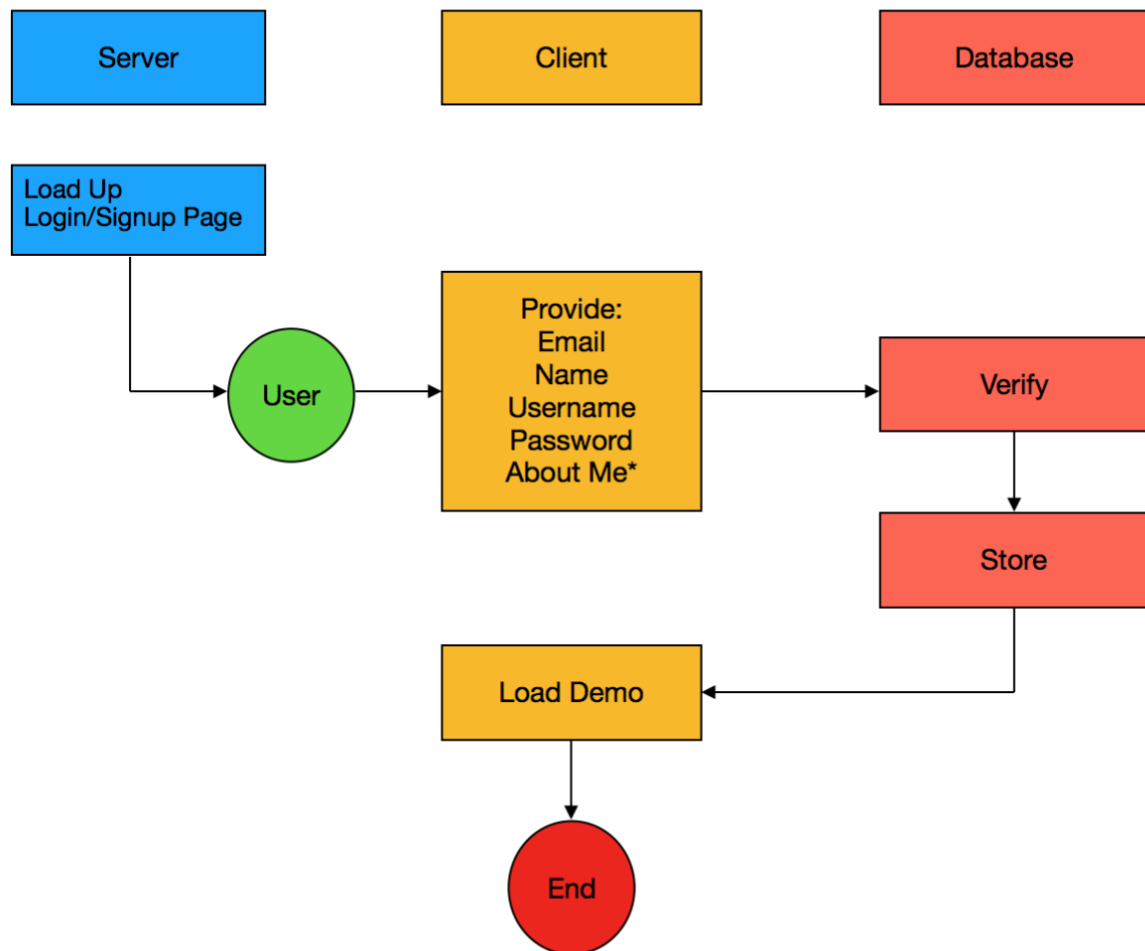 Server
Client
Database
Load Up
Login/Signup Page
User
Provide:
Email
Name
Username
Password
About Me*
Verify
Store
Load Demo
End